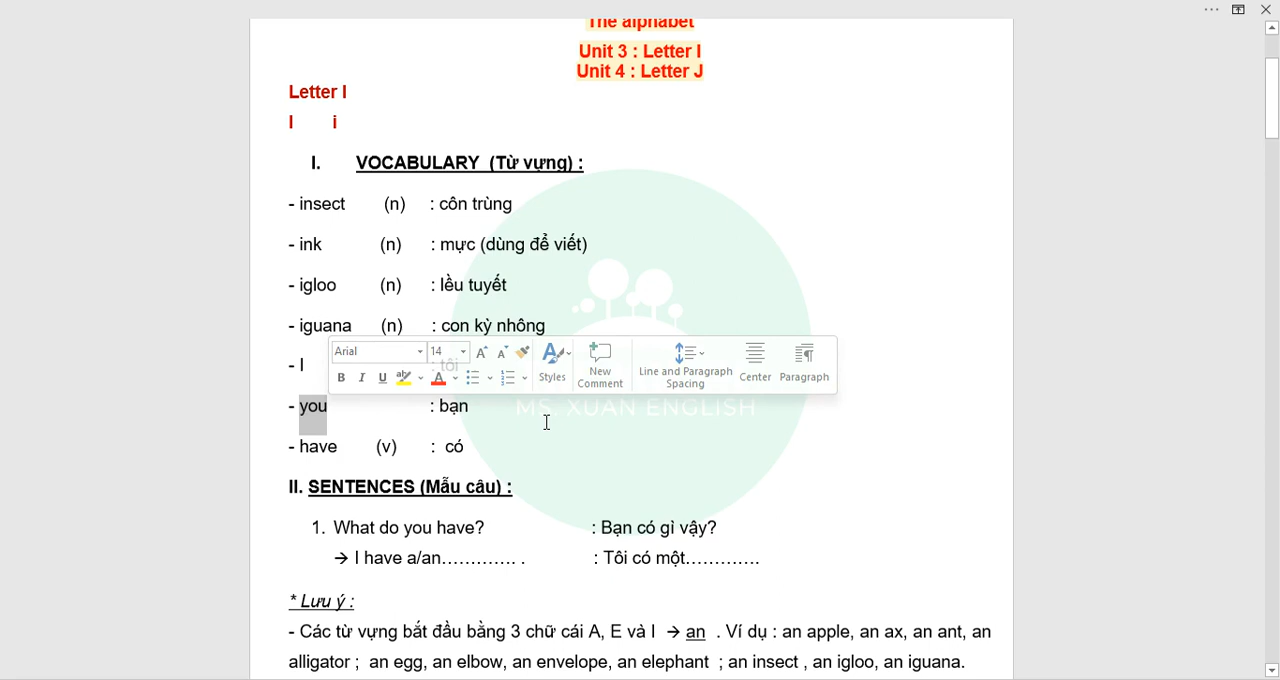 The alphabet
Unit 3 : Letter I
Unit 4 : Letter J
Letter I
I i
I. VOCABULARY (Từ vựng) :
- insect (n) : côn trùng
- ink (n) : mực (dùng để viết)
- igloo (n) : lều tuyết
- iguana (n) : con kỳ nhông
Arial 14
- I : tôi
B I U Styles New Comment Line and Paragraph Spacing Center Paragraph
- you : bạn
MS. XUAN ENGLISH
- have (v) : có
II. SENTENCES (Mẫu câu) :
1. What do you have? : Bạn có gì vậy?
→ I have a/an…………. . : Tôi có một………….
* Lưu ý :
- Các từ vựng bắt đầu bằng 3 chữ cái A, E và I → an . Ví dụ : an apple, an ax, an ant, an
alligator ; an egg, an elbow, an envelope, an elephant ; an insect , an igloo, an iguana.